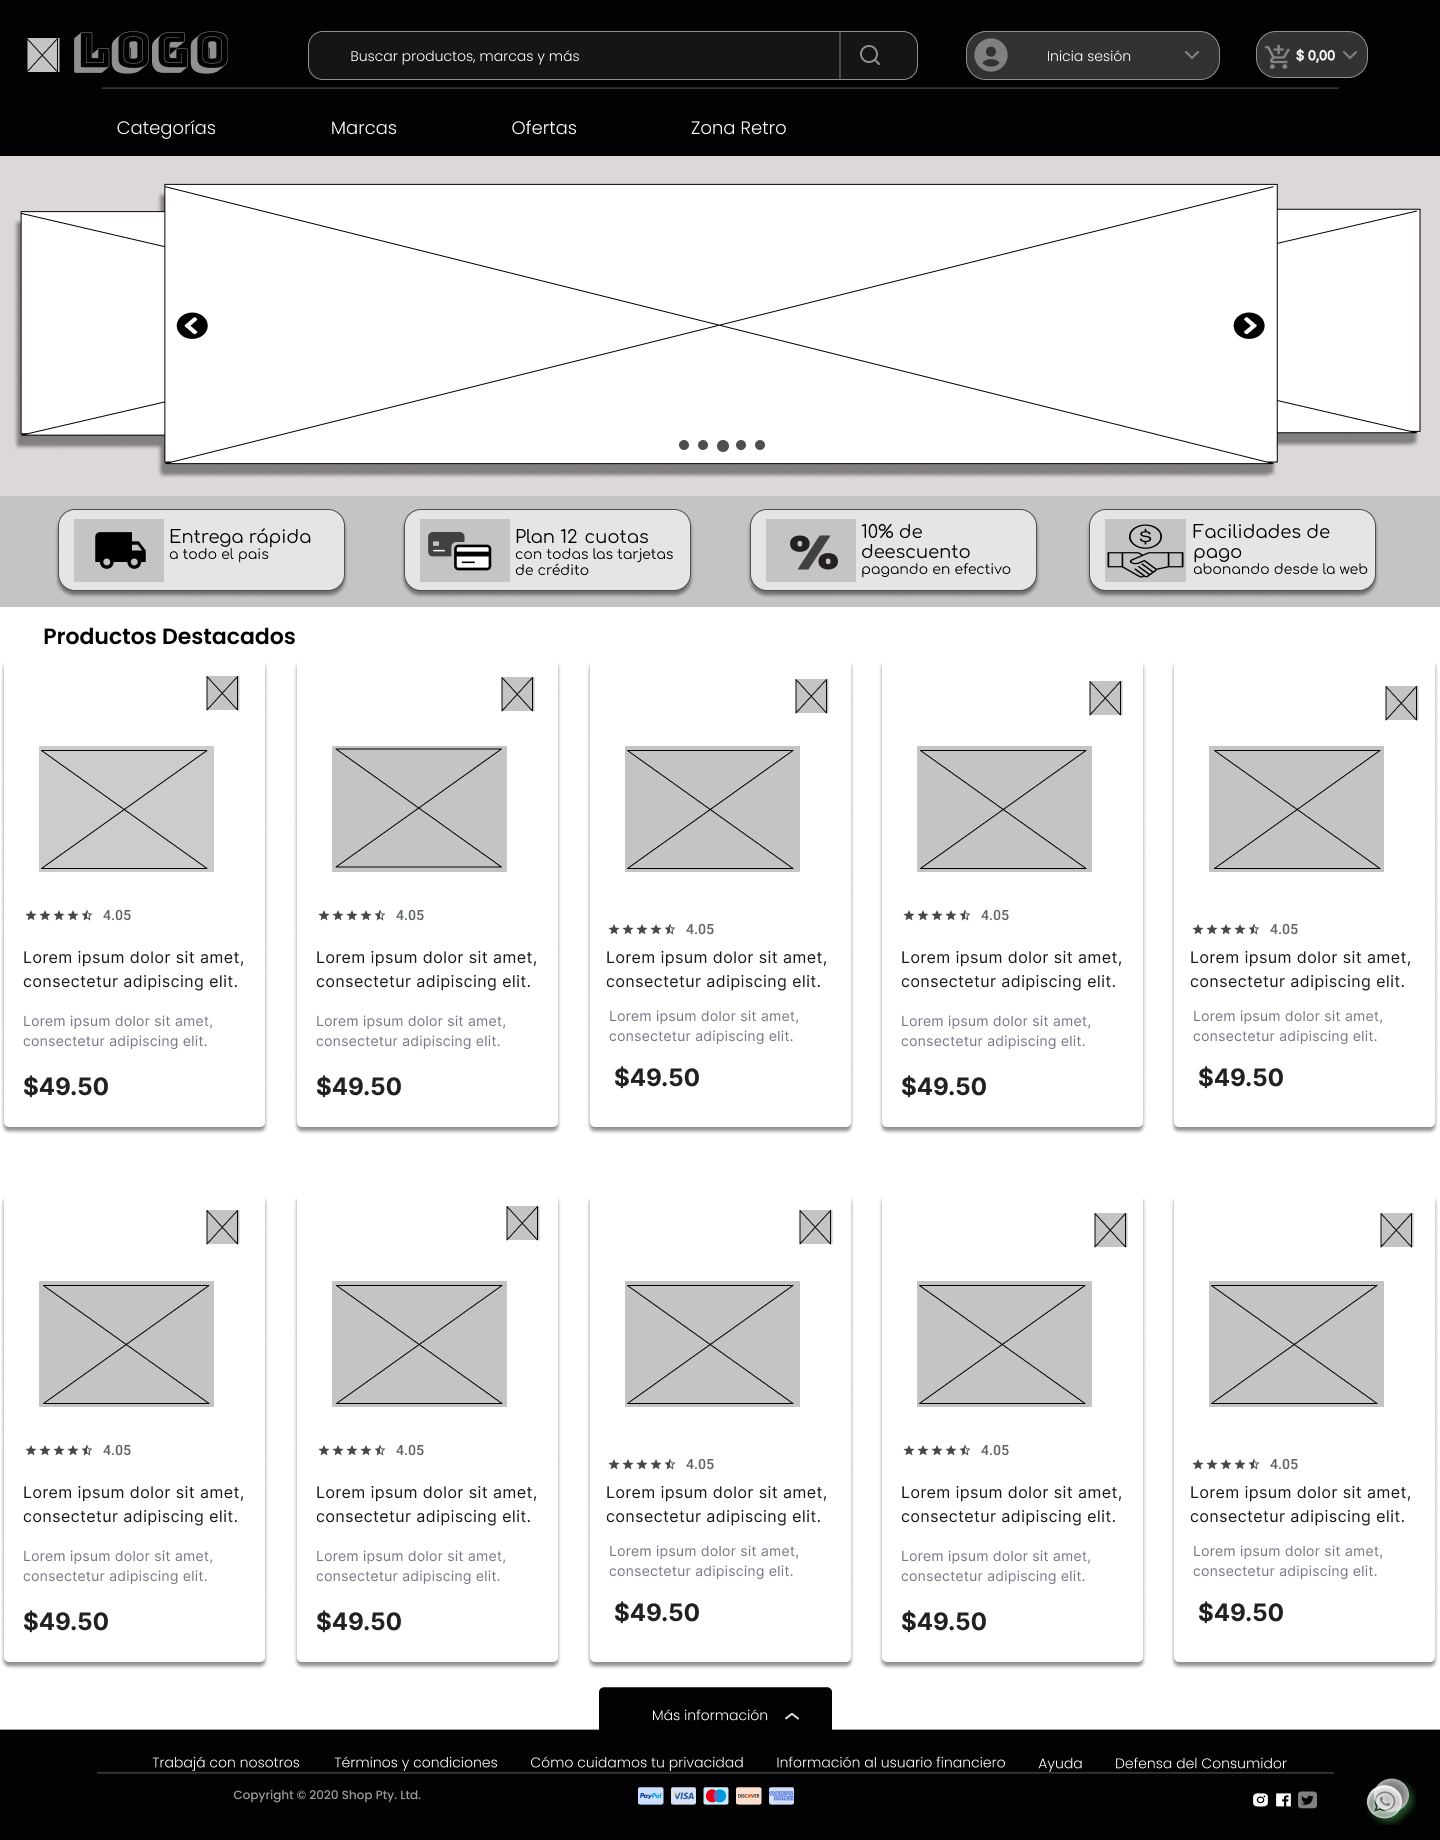 LOGO
Buscar productos, marcas y más
Inicia sesión
$ 0,00
Categorías
Marcas
Ofertas
Zona Retro
Entrega rápida
a todo el pais
Plan 12 cuotas
con todas las tarjetas
de crédito
%
10% de
deescuento
pagando en efectivo
$
Facilidades de
pago
abonando desde la web
Productos Destacados
4.05
Lorem ipsum dolor sit amet,
consectetur adipiscing elit.
Lorem ipsum dolor sit amet,
consectetur adipiscing elit.
$49.50
4.05
Lorem ipsum dolor sit amet,
consectetur adipiscing elit.
Lorem ipsum dolor sit amet,
consectetur adipiscing elit.
$49.50
4.05
Lorem ipsum dolor sit amet,
consectetur adipiscing elit.
Lorem ipsum dolor sit amet,
consectetur adipiscing elit.
$49.50
4.05
Lorem ipsum dolor sit amet,
consectetur adipiscing elit.
Lorem ipsum dolor sit amet,
consectetur adipiscing elit.
$49.50
4.05
Lorem ipsum dolor sit amet,
consectetur adipiscing elit.
Lorem ipsum dolor sit amet,
consectetur adipiscing elit.
$49.50
4.05
Lorem ipsum dolor sit amet,
consectetur adipiscing elit.
Lorem ipsum dolor sit amet,
consectetur adipiscing elit.
$49.50
4.05
Lorem ipsum dolor sit amet,
consectetur adipiscing elit.
Lorem ipsum dolor sit amet,
consectetur adipiscing elit.
$49.50
4.05
Lorem ipsum dolor sit amet,
consectetur adipiscing elit.
Lorem ipsum dolor sit amet,
consectetur adipiscing elit.
$49.50
4.05
Lorem ipsum dolor sit amet,
consectetur adipiscing elit.
Lorem ipsum dolor sit amet,
consectetur adipiscing elit.
$49.50
4.05
Lorem ipsum dolor sit amet,
consectetur adipiscing elit.
Lorem ipsum dolor sit amet,
consectetur adipiscing elit.
$49.50
Más información
Trabajá con nosotros
Términos y condiciones
Cómo cuidamos tu privacidad
Información al usuario financiero
Ayuda
Defensa del Consumidor
Copyright © 2020 Shop Pty. Ltd.
PayPal
VISA
DISCOVER
AMERICAN
EXPRESS